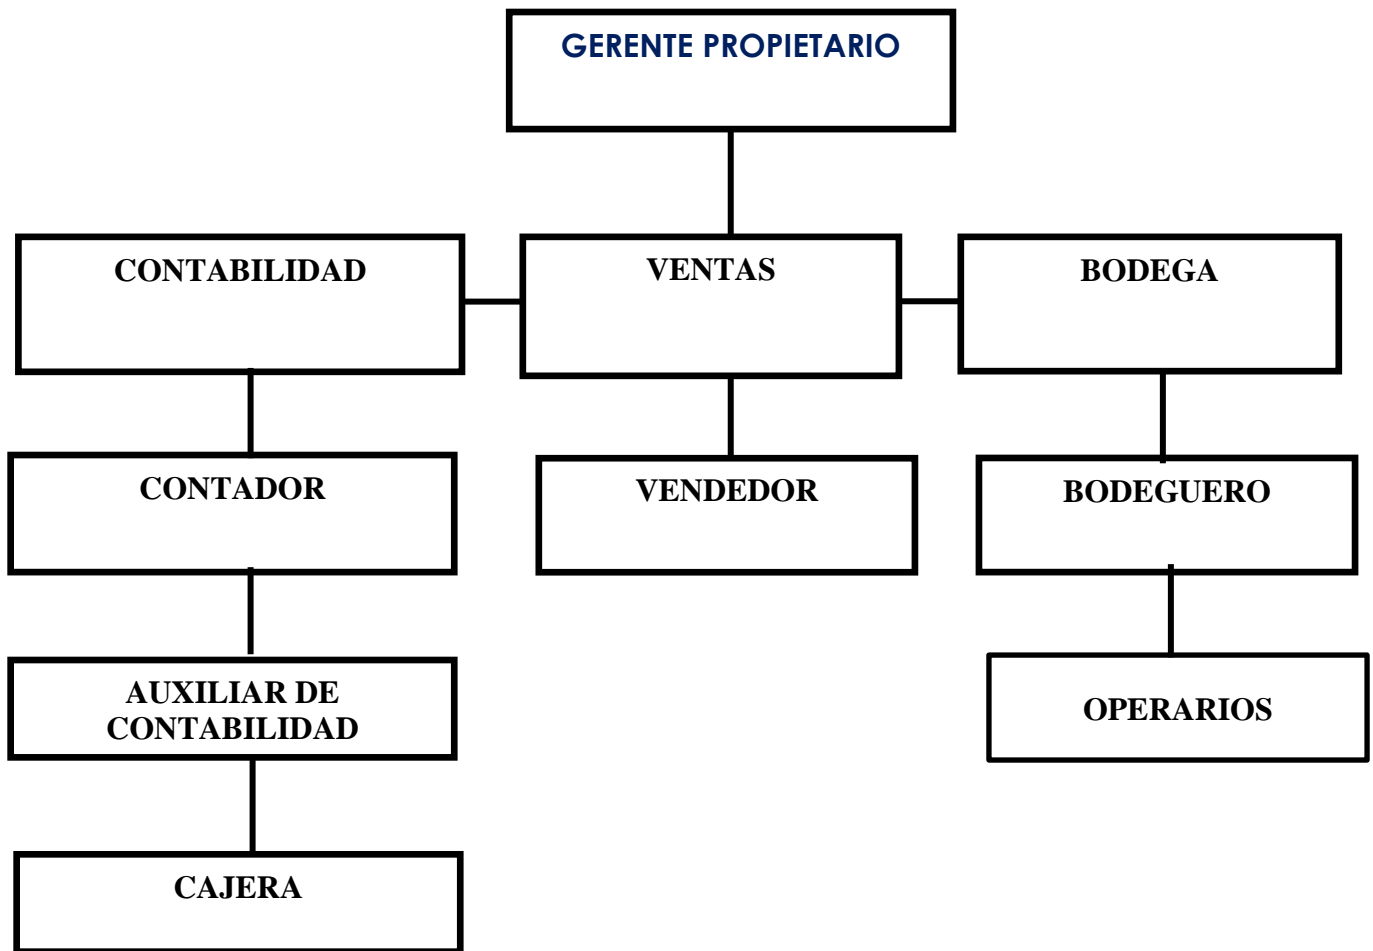 GERENTE PROPIETARIO
CONTABILIDAD
VENTAS
BODEGA
CONTADOR
VENDEDOR
BODEGUERO
AUXILIAR DE
CONTABILIDAD
OPERARIOS
CAJERA